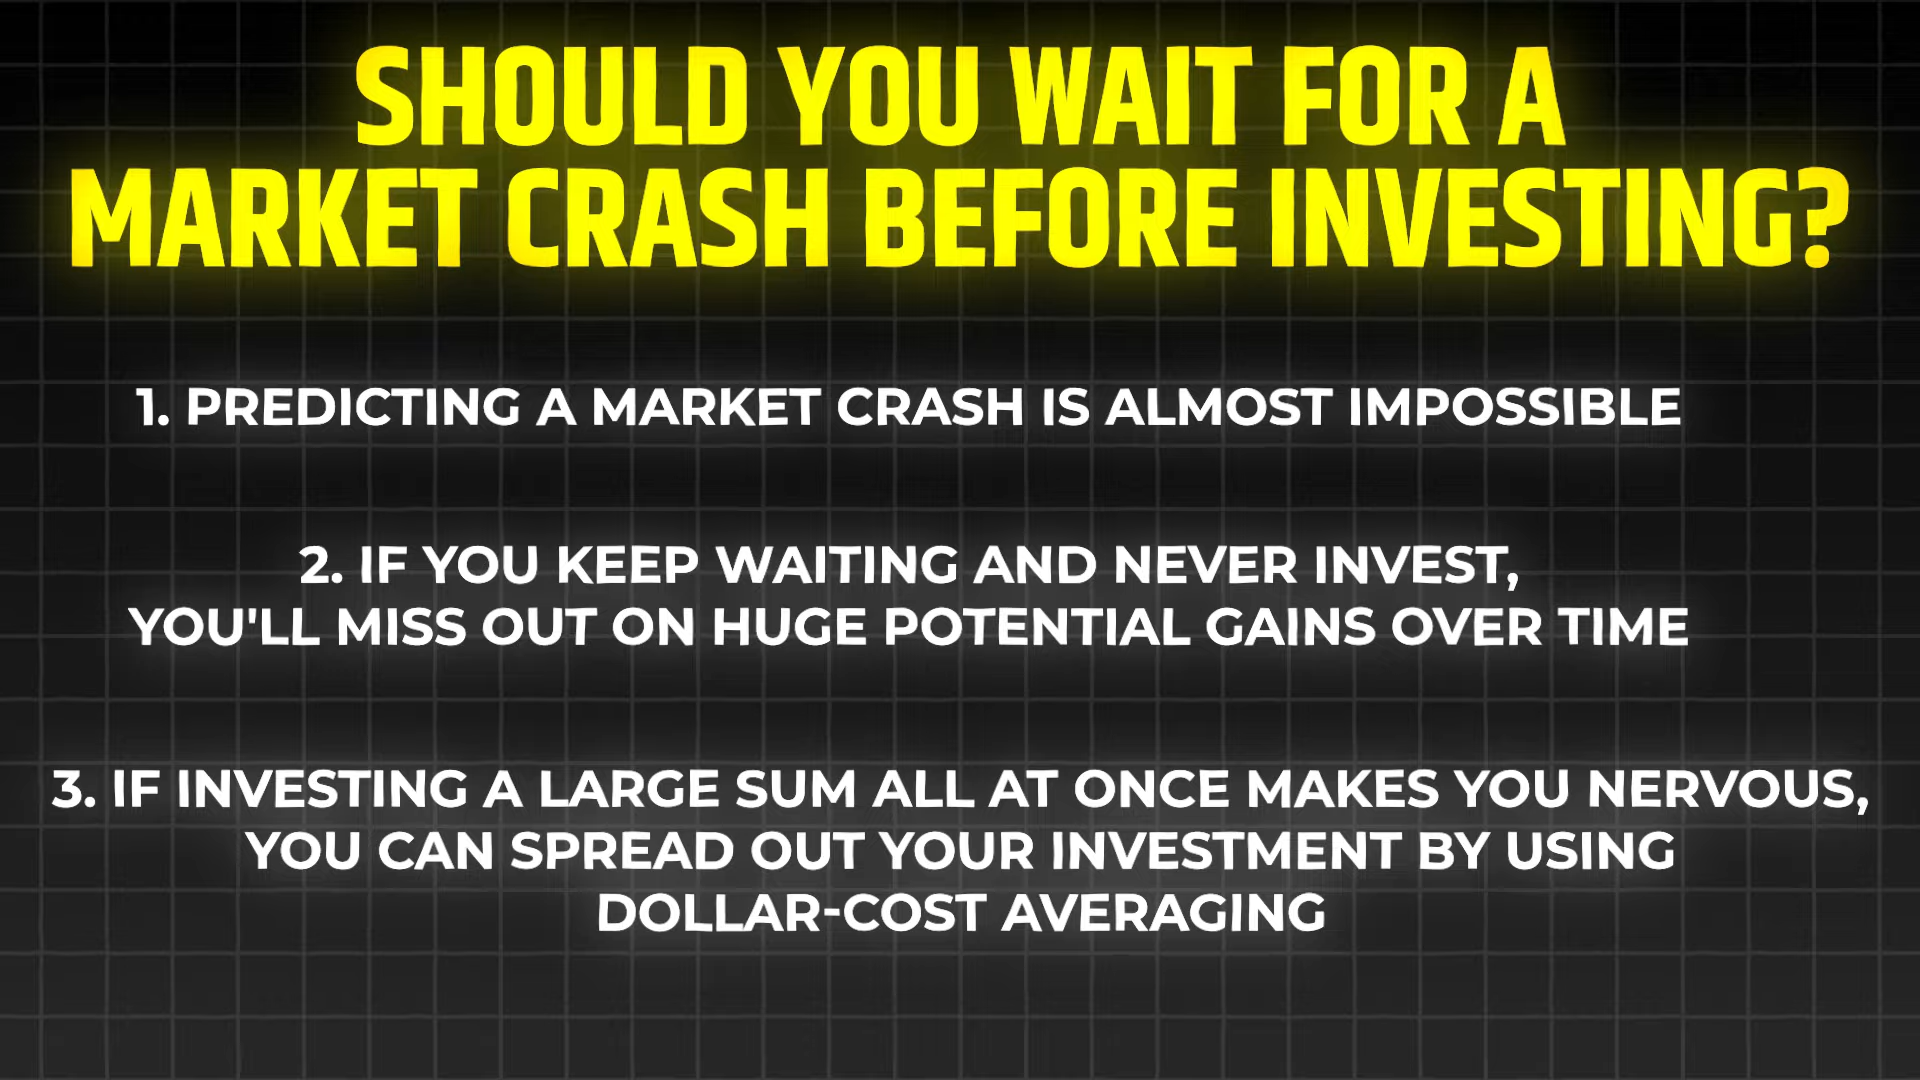 SHOULD YOU WAIT FOR A
MARKET CRASH BEFORE INVESTING?
1. PREDICTING A MARKET CRASH IS ALMOST IMPOSSIBLE
2. IF YOU KEEP WAITING AND NEVER INVEST,
YOU'LL MISS OUT ON HUGE POTENTIAL GAINS OVER TIME
3. IF INVESTING A LARGE SUM ALL AT ONCE MAKES YOU NERVOUS,
YOU CAN SPREAD OUT YOUR INVESTMENT BY USING
DOLLAR-COST AVERAGING